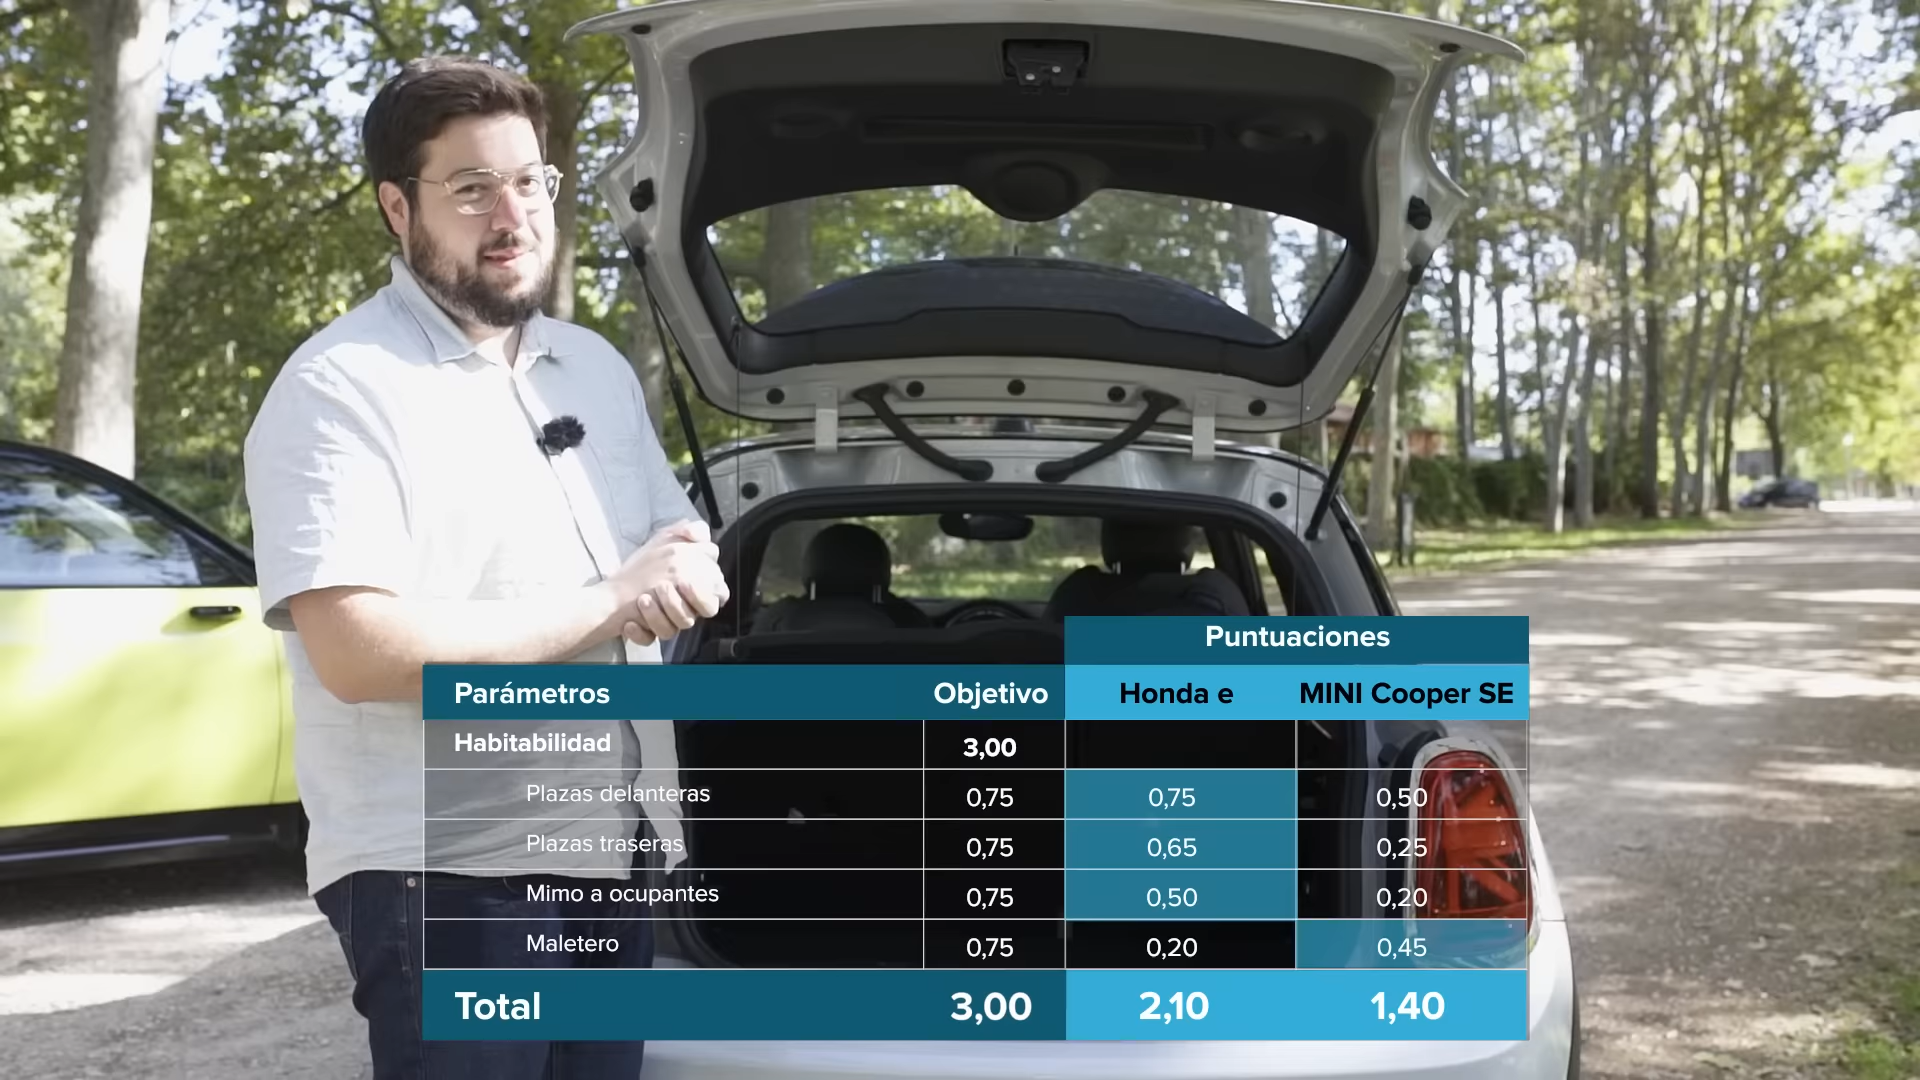 Puntuaciones
Parámetros Objetivo Honda e MINI Cooper SE
Habitabilidad 3,00
Plazas delanteras 0,75 0,75 0,50
Plazas traseras 0,75 0,65 0,25
Mimo a ocupantes 0,75 0,50 0,20
Maletero 0,75 0,20 0,45
Total 3,00 2,10 1,40